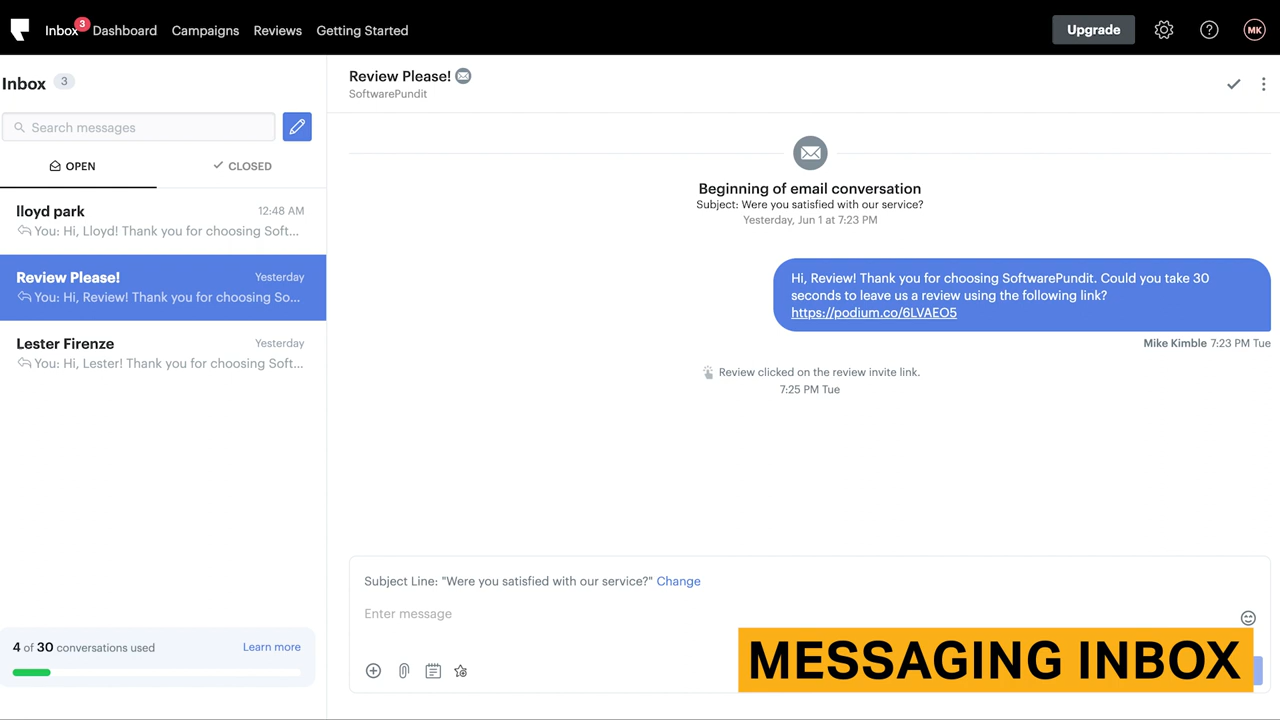 Inbox 3 Dashboard Campaigns Reviews Getting Started Upgrade MK
Inbox 3
Search messages
OPEN CLOSED
lloyd park 12:48 AM
You: Hi, Lloyd! Thank you for choosing Soft...
Review Please! Yesterday
You: Hi, Review! Thank you for choosing So...
Lester Firenze Yesterday
You: Hi, Lester! Thank you for choosing Soft...
4 of 30 conversations used Learn more
Review Please!
SoftwarePundit
Beginning of email conversation
Subject: Were you satisfied with our service?
Yesterday, Jun 1 at 7:23 PM
Hi, Review! Thank you for choosing SoftwarePundit. Could you take 30
seconds to leave us a review using the following link?
https://podium.co/6LVAEO5
Mike Kimble 7:23 PM Tue
Review clicked on the review invite link.
7:25 PM Tue
Subject Line: "Were you satisfied with our service?" Change
Enter message
MESSAGING INBOX